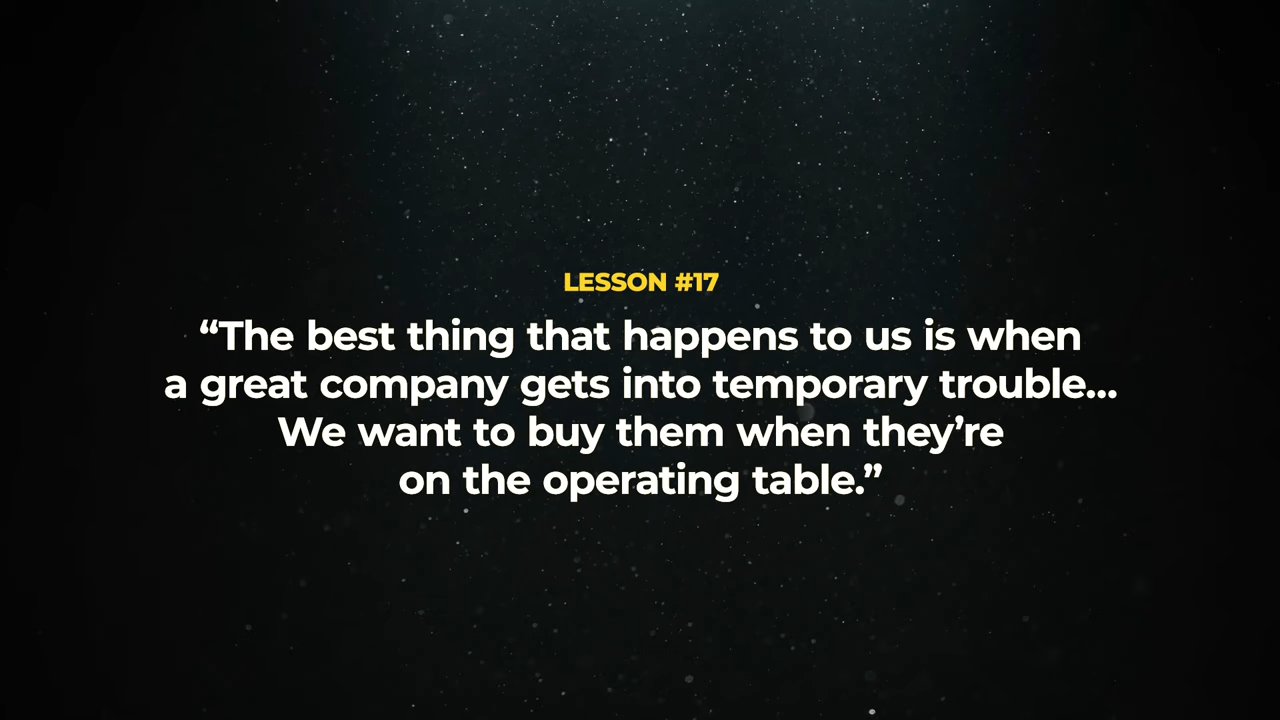 LESSON #17
“The best thing that happens to us is when
a great company gets into temporary trouble...
We want to buy them when they’re
on the operating table.”